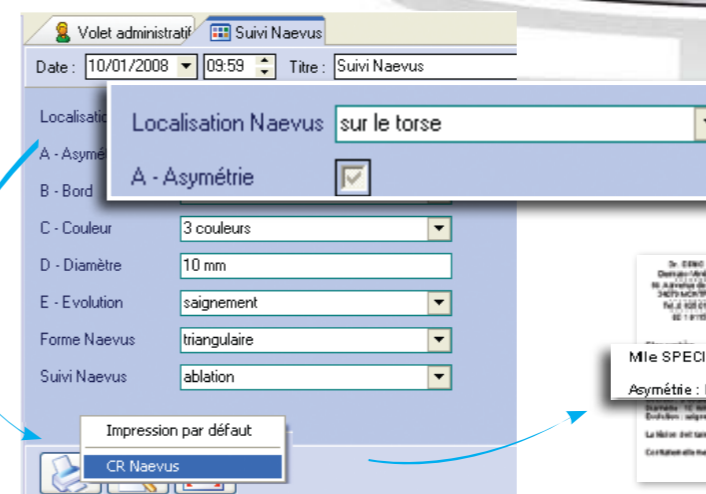 Volet administratif Suivi Naevus
Date : 10/01/2008 09:59 Titre : Suivi Naevus
Localisatio
Localisation Naevus sur le torse
A - Asymé
A - Asymétrie
B - Bord
C - Couleur 3 couleurs
D - Diamètre 10 mm
E - Evolution saignement
Forme Naevus triangulaire
Suivi Naevus ablation
Impression par défaut
CR Naevus
Mlle SPECI
Asymétrie :